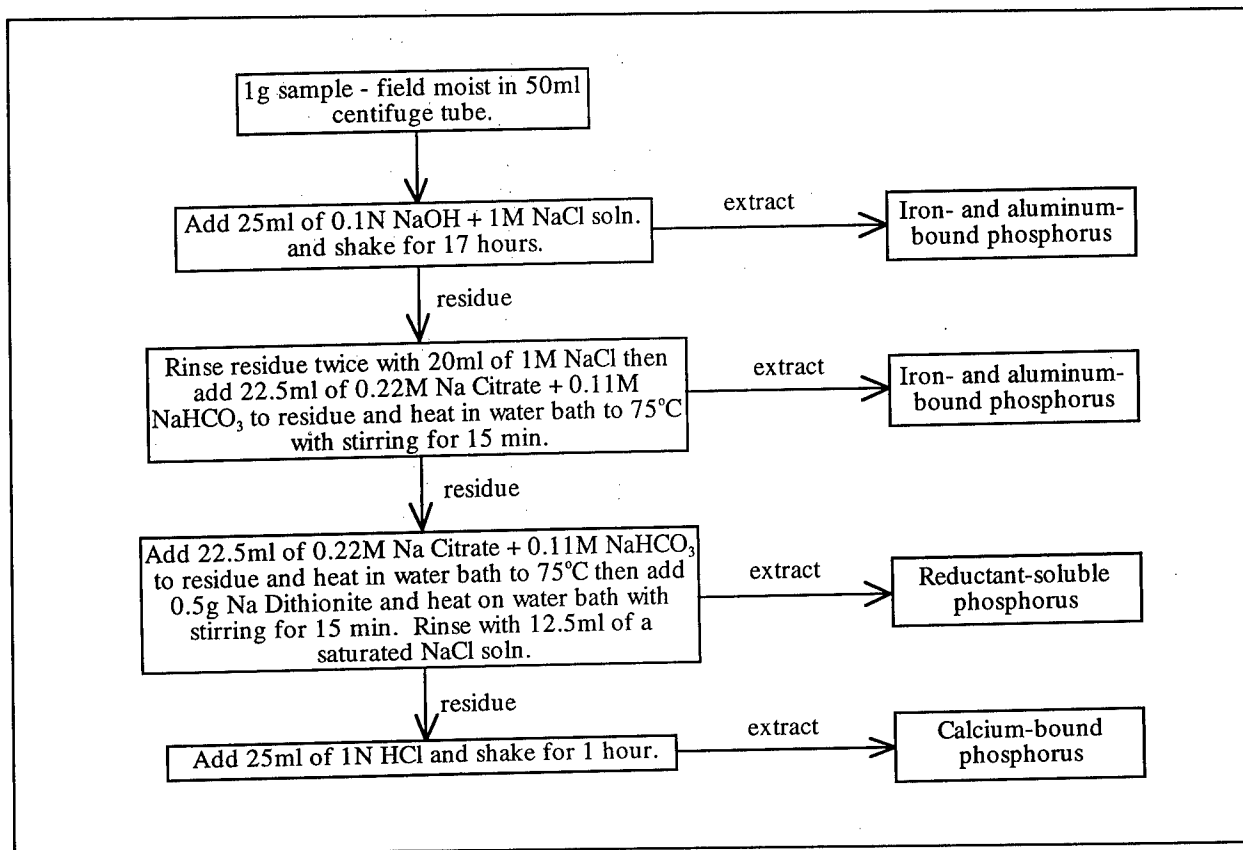 1g sample - field moist in 50ml
centifuge tube.
Add 25ml of 0.1N NaOH + 1M NaCl soln.
and shake for 17 hours.
extract
Iron- and aluminum-
bound phosphorus
residue
Rinse residue twice with 20ml of 1M NaCl then
add 22.5ml of 0.22M Na Citrate + 0.11M
NaHCO₃ to residue and heat in water bath to 75°C
with stirring for 15 min.
extract
Iron- and aluminum-
bound phosphorus
residue
Add 22.5ml of 0.22M Na Citrate + 0.11M NaHCO₃
to residue and heat in water bath to 75°C then add
0.5g Na Dithionite and heat on water bath with
stirring for 15 min. Rinse with 12.5ml of a
saturated NaCl soln.
extract
Reductant-soluble
phosphorus
residue
Add 25ml of 1N HCl and shake for 1 hour.
extract
Calcium-bound
phosphorus